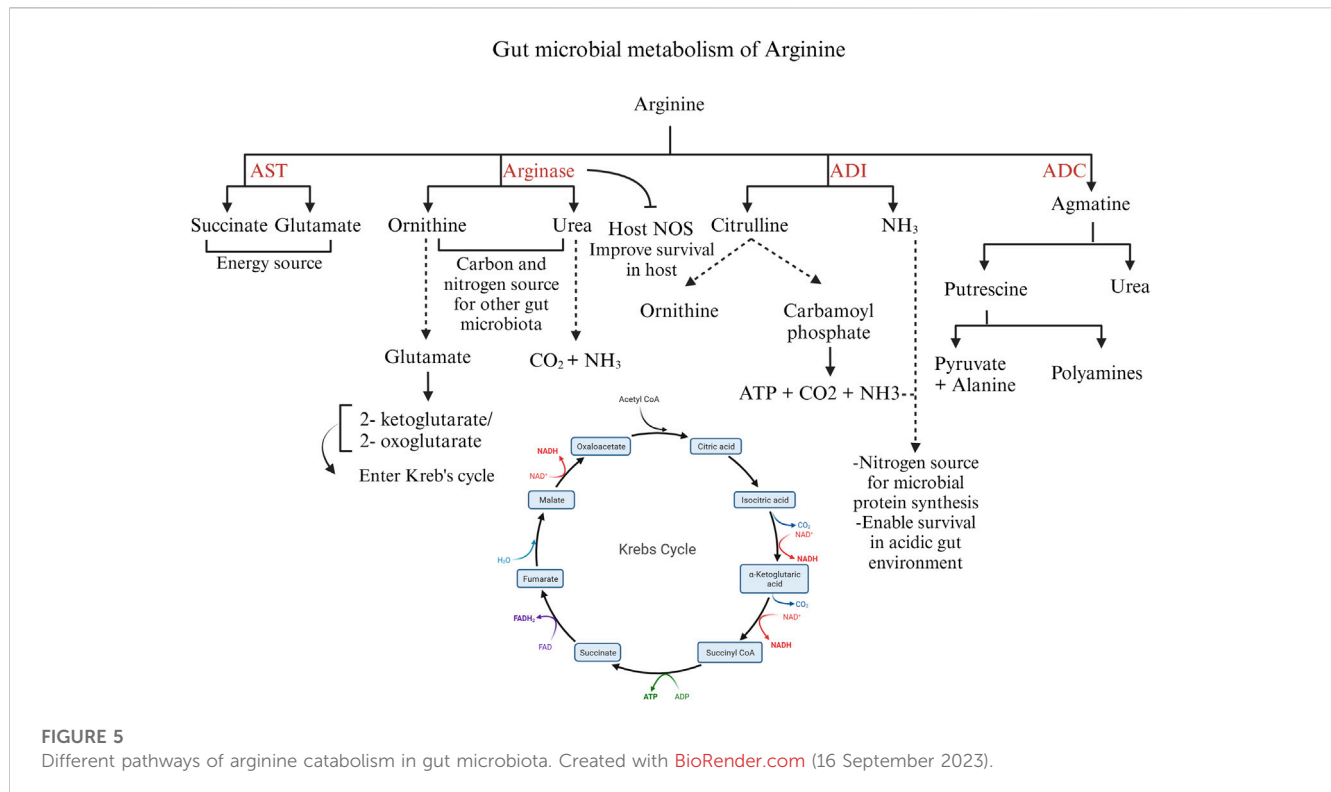 Gut microbial metabolism of Arginine
Arginine
AST
Arginase
ADI
ADC
Succinate Glutamate
Energy source
Ornithine
Urea
Carbon and
nitrogen source
for other gut
microbiota
Host NOS
Improve survival
in host
Citrulline
NH₃
Agmatine
Putrescine
Urea
Pyruvate
+ Alanine
Polyamines
Ornithine
Carbamoyl
phosphate
ATP + CO2 + NH3
Glutamate
CO₂ + NH₃
2- ketoglutarate/
2- oxoglutarate
Enter Kreb's cycle
-Nitrogen source
for microbial
protein synthesis
-Enable survival
in acidic gut
environment
Acetyl CoA
Oxaloacetate
Citric acid
Isocitric acid
CO₂
NAD⁺
NADH
α-Ketoglutaric
acid
CO₂
NAD⁺
NADH
Succinyl CoA
ADP
ATP
Succinate
FAD
FADH₂
Fumarate
H₂O
Malate
NAD⁺
NADH
Krebs Cycle
FIGURE 5
Different pathways of arginine catabolism in gut microbiota. Created with BioRender.com (16 September 2023).